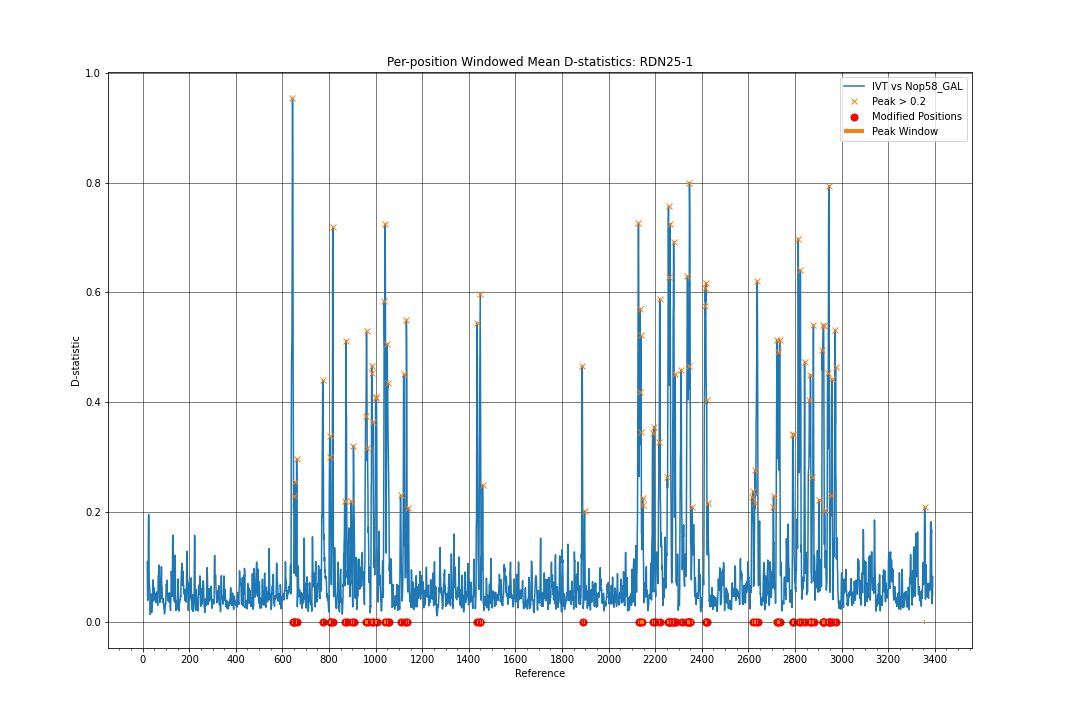 Per-position Windowed Mean D-statistics: RDN25-1
IVT vs Nop58_GAL
Peak > 0.2
Modified Positions
Peak Window
D-statistic
1.0
0.8
0.6
0.4
0.2
0.0
0 200 400 600 800 1000 1200 1400 1600 1800 2000 2200 2400 2600 2800 3000 3200 3400
Reference